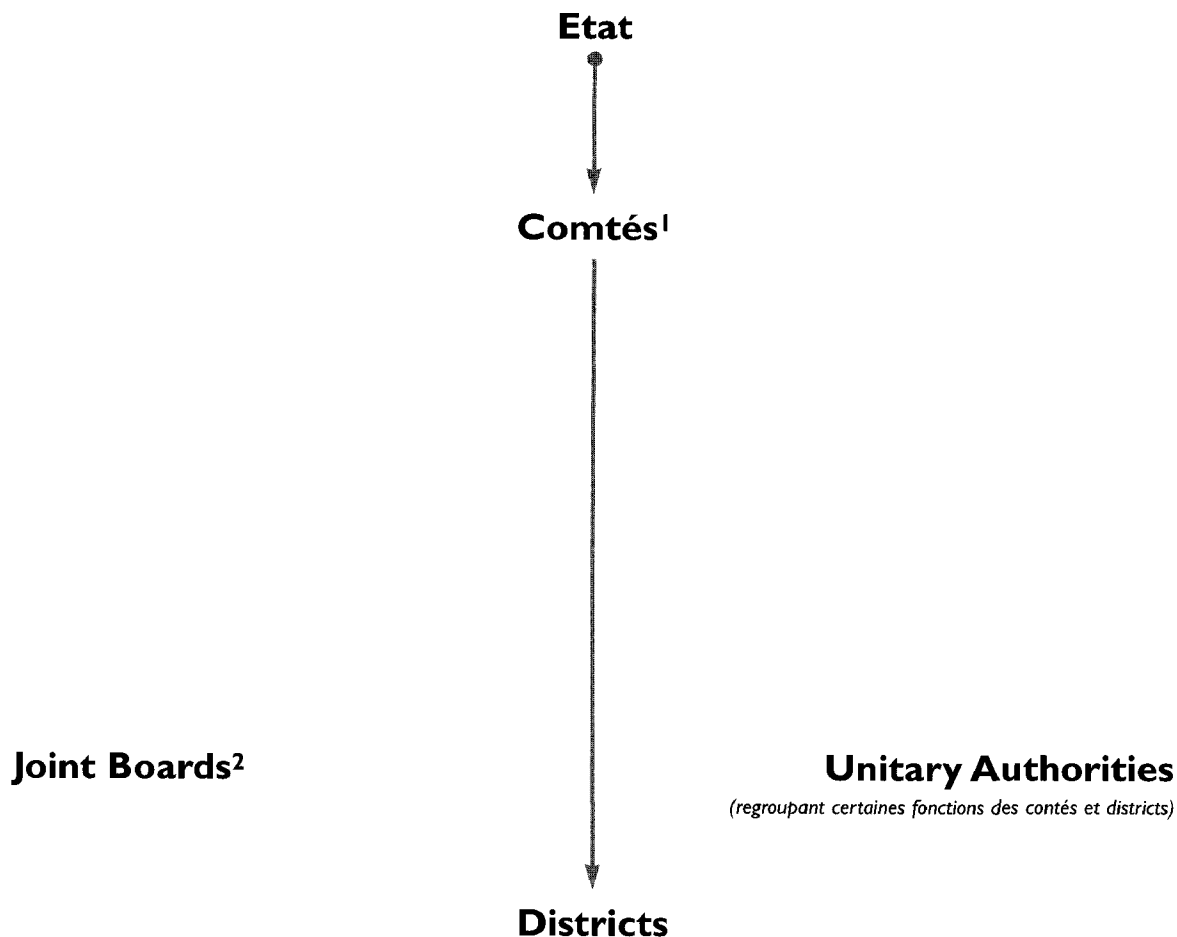 Etat
Comtés¹
Joint Boards²
Unitary Authorities
(regroupant certaines fonctions des contés et districts)
Districts